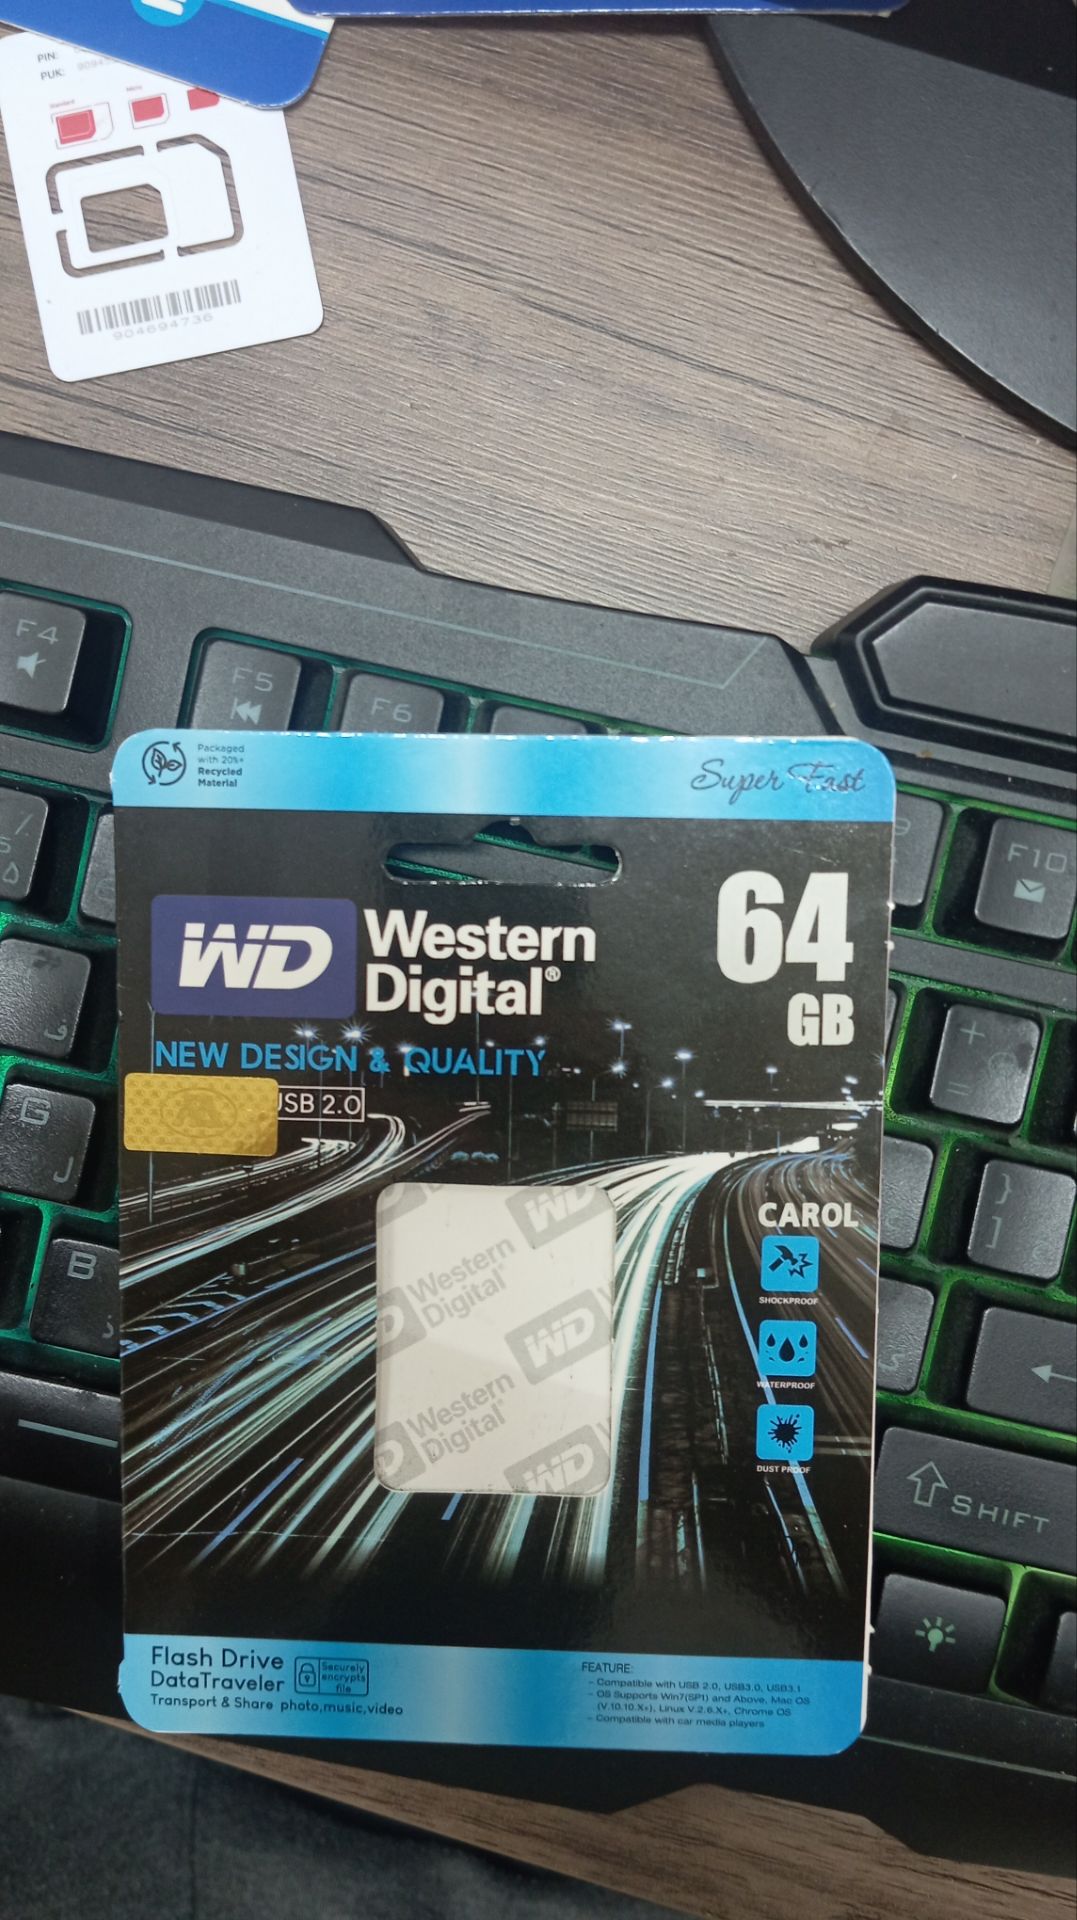 PIN:
PUK:
Standard
Micro
904694736
F4
F5
F6
F10
Packaged
with 20%+
Recycled
Material
Super Fast
WD Western
Digital®
64
GB
NEW DESIGN & QUALITY
USB 2.0
G
B
CAROL
SHOCKPROOF
WATERPROOF
DUST PROOF
WD
Western
Digital
WD
Western
Digital
WD
SHIFT
Flash Drive
DataTraveler
Securely
encrypts
file
Transport & Share photo,music,video
FEATURE:
- Compatible with USB 2.0, USB3.0, USB3.1
- OS Supports Win7(SP1) and Above, Mac OS
(V.10.10.X+), Linux V.2.6.X+, Chrome OS
- Compatible with car media players